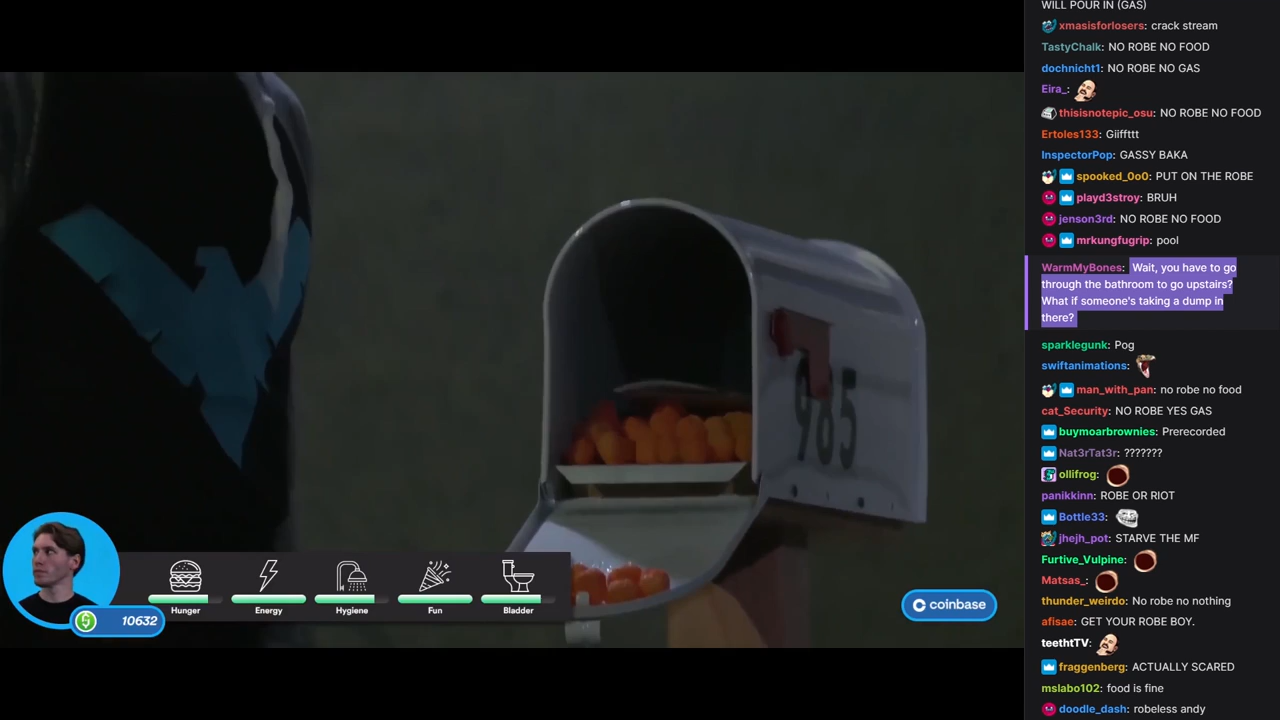 WILL POUR IN (GAS)
xmasisforlosers: crack stream
TastyChalk: NO ROBE NO FOOD
dochnicht1: NO ROBE NO GAS
Eira_:
thisisnotepic_osu: NO ROBE NO FOOD
Ertoles133: Giiffttt
InspectorPop: GASSY BAKA
spooked_0o0: PUT ON THE ROBE
playd3stroy: BRUH
jenson3rd: NO ROBE NO FOOD
mrkungfugrip: pool
WarmMyBones: Wait, you have to go
through the bathroom to go upstairs?
What if someone's taking a dump in
there?
sparklegunk: Pog
swiftanimations:
man_with_pan: no robe no food
cat_Security: NO ROBE YES GAS
buymoarbrownies: Prerecorded
Nat3rTat3r: ???????
ollifrog:
panikkinn: ROBE OR RIOT
Bottle33:
jhejh_pot: STARVE THE MF
Furtive_Vulpine:
Matsas_:
thunder_weirdo: No robe no nothing
afisae: GET YOUR ROBE BOY.
teethtTV:
fraggenberg: ACTUALLY SCARED
mslabo102: food is fine
doodle_dash: robeless andy
985
Hunger
Energy
Hygiene
Fun
Bladder
10632
coinbase